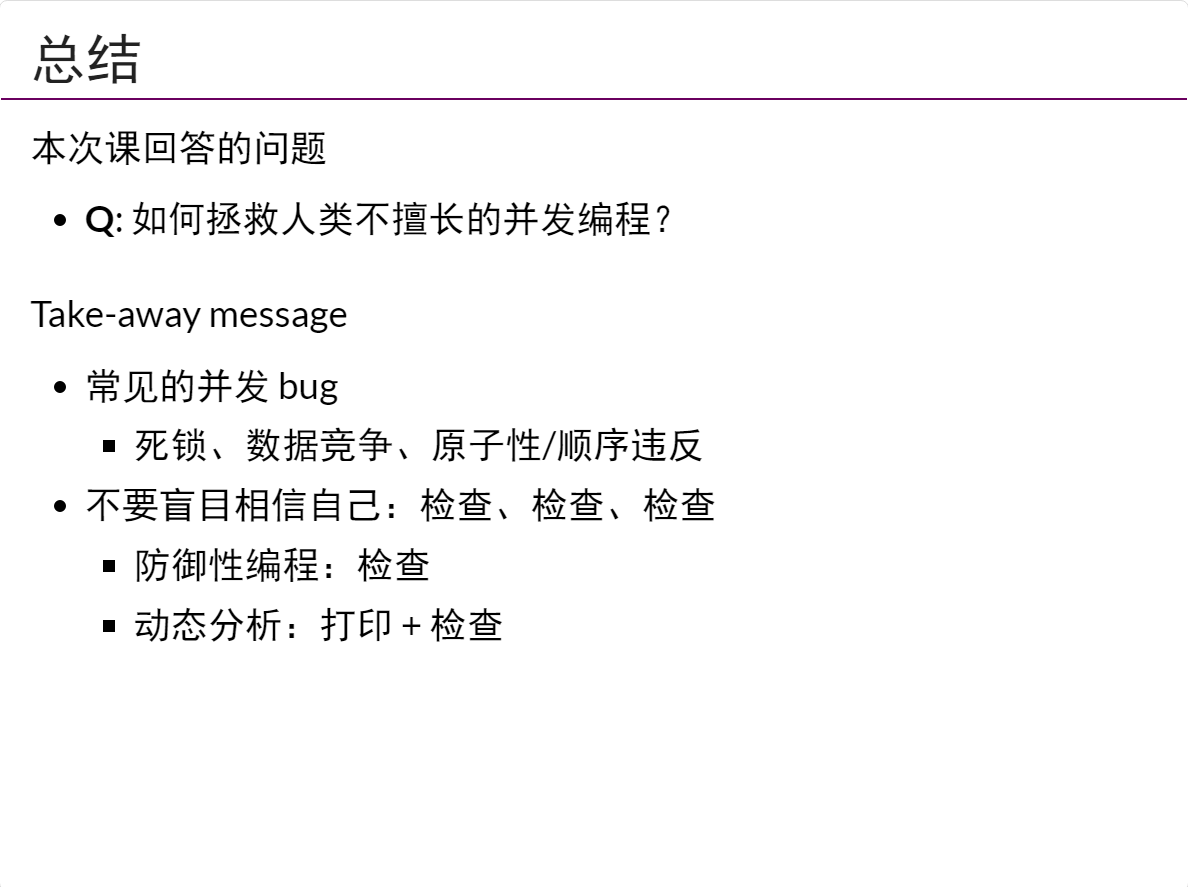 总结
本次课回答的问题
Q: 如何拯救人类不擅长的并发编程？
Take-away message
常见的并发 bug
死锁、数据竞争、原子性/顺序违反
不要盲目相信自己：检查、检查、检查
防御性编程：检查
动态分析：打印 + 检查